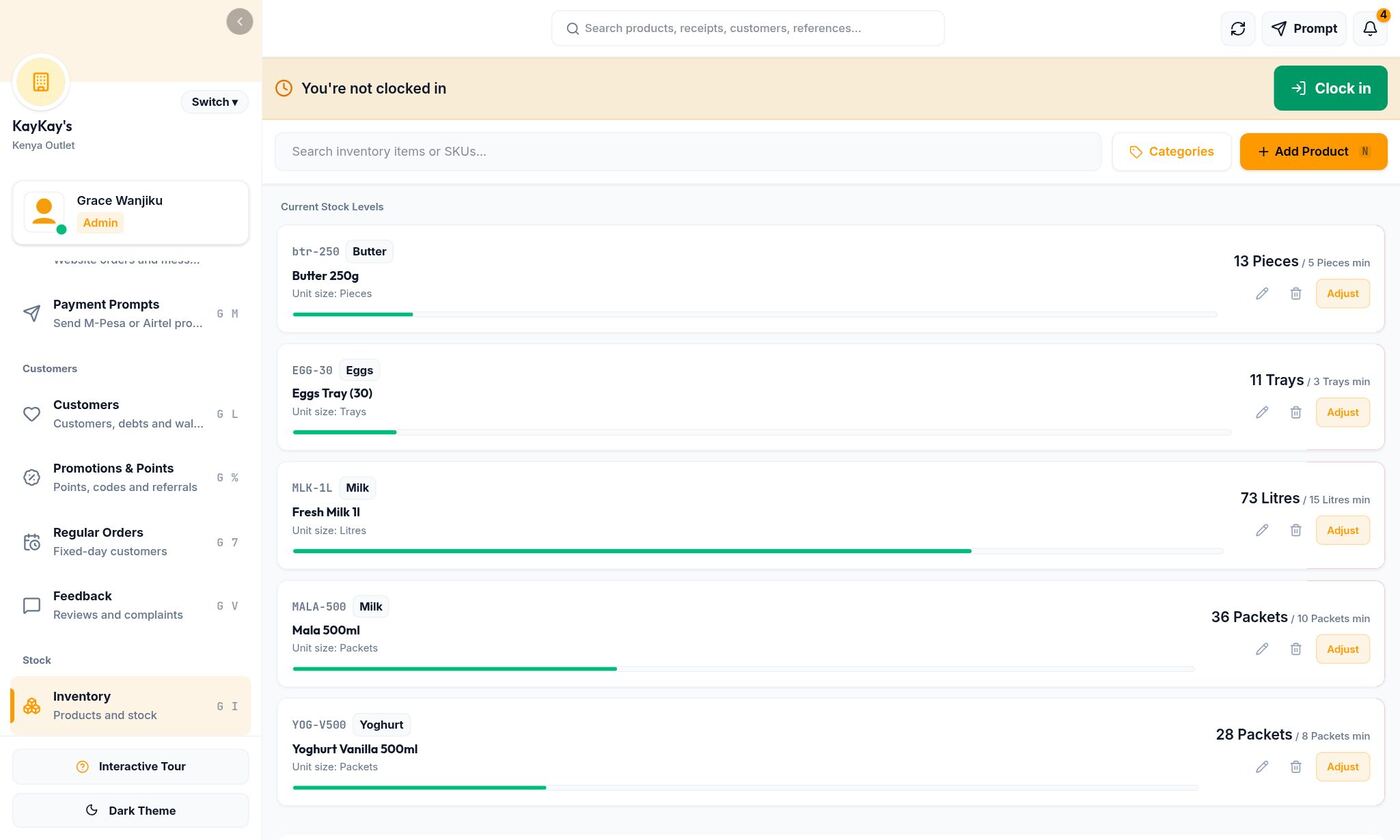 Search products, receipts, customers, references...
Prompt
4
KayKay's
Kenya Outlet
Switch ▾
Grace Wanjiku
Admin
Website orders and mess...
Payment Prompts
Send M-Pesa or Airtel pro...
G M
Customers
Customers
Customers, debts and wal...
G L
Promotions & Points
Points, codes and referrals
G %
Regular Orders
Fixed-day customers
G 7
Feedback
Reviews and complaints
G V
Stock
Inventory
Products and stock
G I
Interactive Tour
Dark Theme
You're not clocked in
Clock in
Search inventory items or SKUs...
Categories
+ Add Product N
Current Stock Levels
btr-250 Butter
Butter 250g
Unit size: Pieces
13 Pieces / 5 Pieces min
Adjust
EGG-30 Eggs
Eggs Tray (30)
Unit size: Trays
11 Trays / 3 Trays min
Adjust
MLK-1L Milk
Fresh Milk 1l
Unit size: Litres
73 Litres / 15 Litres min
Adjust
MALA-500 Milk
Mala 500ml
Unit size: Packets
36 Packets / 10 Packets min
Adjust
YOG-V500 Yoghurt
Yoghurt Vanilla 500ml
Unit size: Packets
28 Packets / 8 Packets min
Adjust